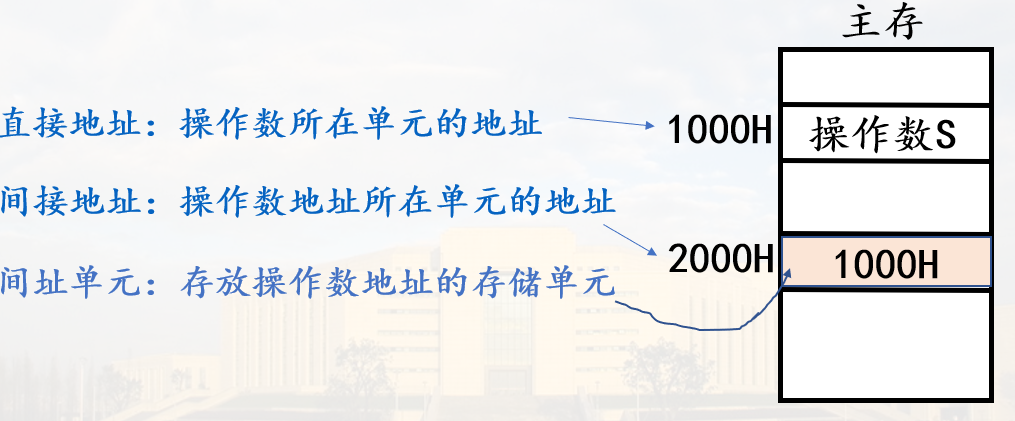 主存
直接地址：操作数所在单元的地址
1000H
操作数S
间接地址：操作数地址所在单元的地址
2000H
1000H
间址单元：存放操作数地址的存储单元